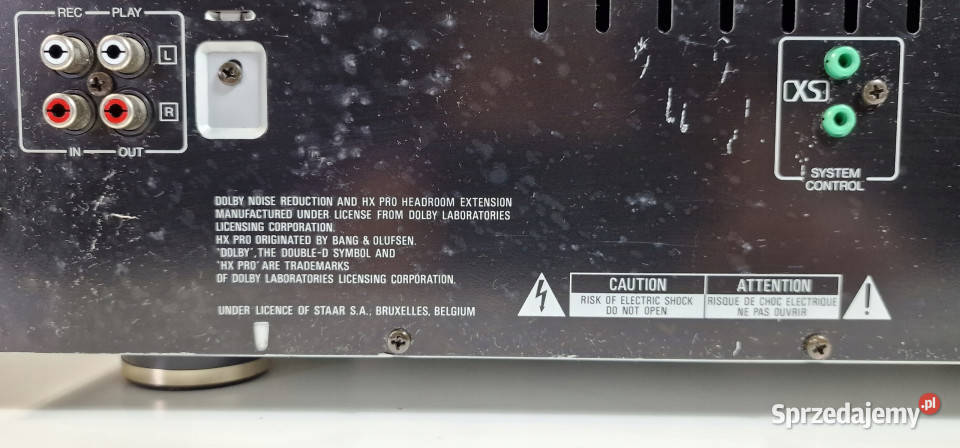 REC PLAY
L
R
IN OUT
XS
SYSTEM
CONTROL
DOLBY NOISE REDUCTION AND HX PRO HEADROOM EXTENSION
MANUFACTURED UNDER LICENSE FROM DOLBY LABORATORIES
LICENSING CORPORATION.
HX PRO ORIGINATED BY BANG & OLUFSEN.
"DOLBY", THE DOUBLE-D SYMBOL AND
"HX PRO" ARE TRADEMARKS
OF DOLBY LABORATORIES LICENSING CORPORATION.
UNDER LICENCE OF STAAR S.A., BRUXELLES, BELGIUM
CAUTION
RISK OF ELECTRIC SHOCK
DO NOT OPEN
ATTENTION
RISQUE DE CHOC ELECTRIQUE
NE PAS OUVRIR
!
Sprzedajemy.pl